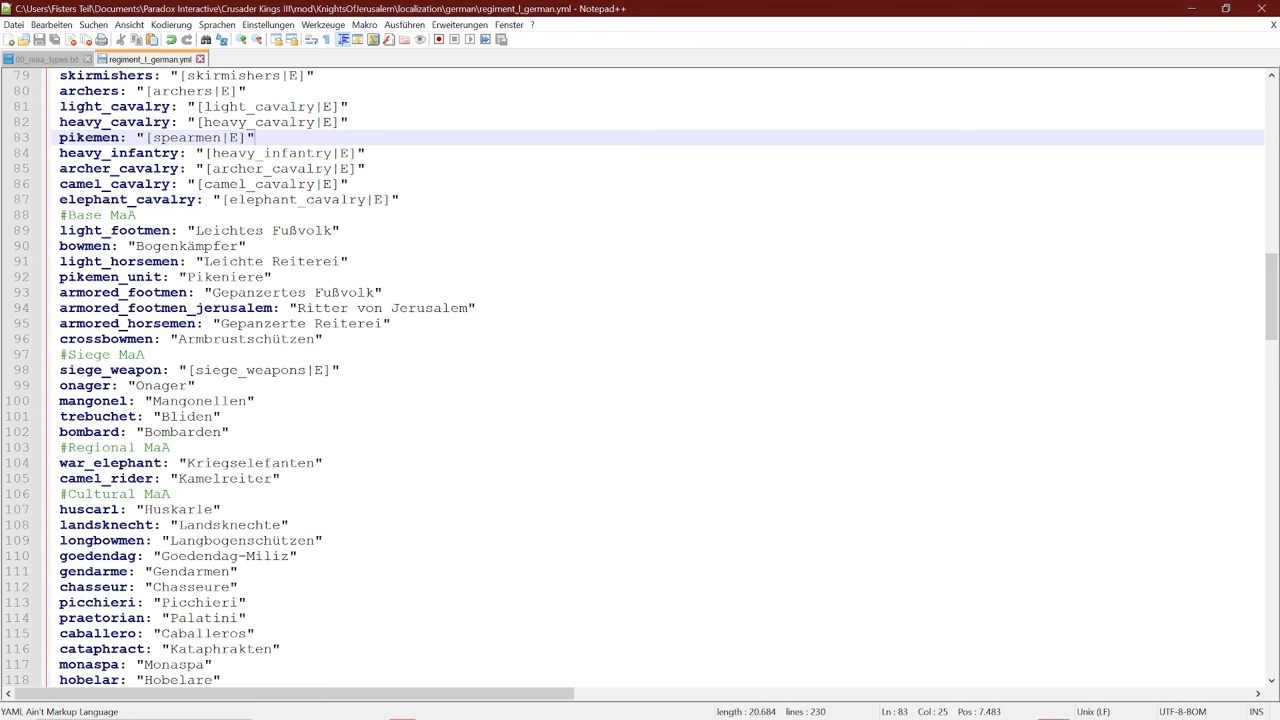 C:\Users\Fisters Teil\Documents\Paradox Interactive\Crusader Kings III\mod\KnightsOfJerusalem\localization\german\regiment_l_german.yml - Notepad++
Datei Bearbeiten Suchen Ansicht Kodierung Sprachen Einstellungen Werkzeuge Makro Ausführen Erweiterungen Fenster ? X
00_maa_types.txt regiment_l_german.yml
79 skirmishers: "[skirmishers|E]"
80 archers: "[archers|E]"
81 light_cavalry: "[light_cavalry|E]"
82 heavy_cavalry: "[heavy_cavalry|E]"
83 pikemen: "[spearmen|E]"
84 heavy_infantry: "[heavy_infantry|E]"
85 archer_cavalry: "[archer_cavalry|E]"
86 camel_cavalry: "[camel_cavalry|E]"
87 elephant_cavalry: "[elephant_cavalry|E]"
88 #Base MaA
89 light_footmen: "Leichtes Fußvolk"
90 bowmen: "Bogenkämpfer"
91 light_horsemen: "Leichte Reiterei"
92 pikemen_unit: "Pikeniere"
93 armored_footmen: "Gepanzertes Fußvolk"
94 armored_footmen_jerusalem: "Ritter von Jerusalem"
95 armored_horsemen: "Gepanzerte Reiterei"
96 crossbowmen: "Armbrustschützen"
97 #Siege MaA
98 siege_weapon: "[siege_weapons|E]"
99 onager: "Onager"
100 mangonel: "Mangonellen"
101 trebuchet: "Bliden"
102 bombard: "Bombarden"
103 #Regional MaA
104 war_elephant: "Kriegselefanten"
105 camel_rider: "Kamelreiter"
106 #Cultural MaA
107 huscarl: "Huskarle"
108 landsknecht: "Landsknechte"
109 longbowmen: "Langbogenschützen"
110 goedendag: "Goedendag-Miliz"
111 gendarme: "Gendarmen"
112 chasseur: "Chasseure"
113 picchieri: "Picchieri"
114 praetorian: "Palatini"
115 caballero: "Caballeros"
116 cataphract: "Kataphrakten"
117 monaspa: "Monaspa"
118 hobelar: "Hobelare"
YAML Ain't Markup Language length : 20.684 lines : 230 Ln : 83 Col : 25 Pos : 7.483 Unix (LF) UTF-8-BOM INS